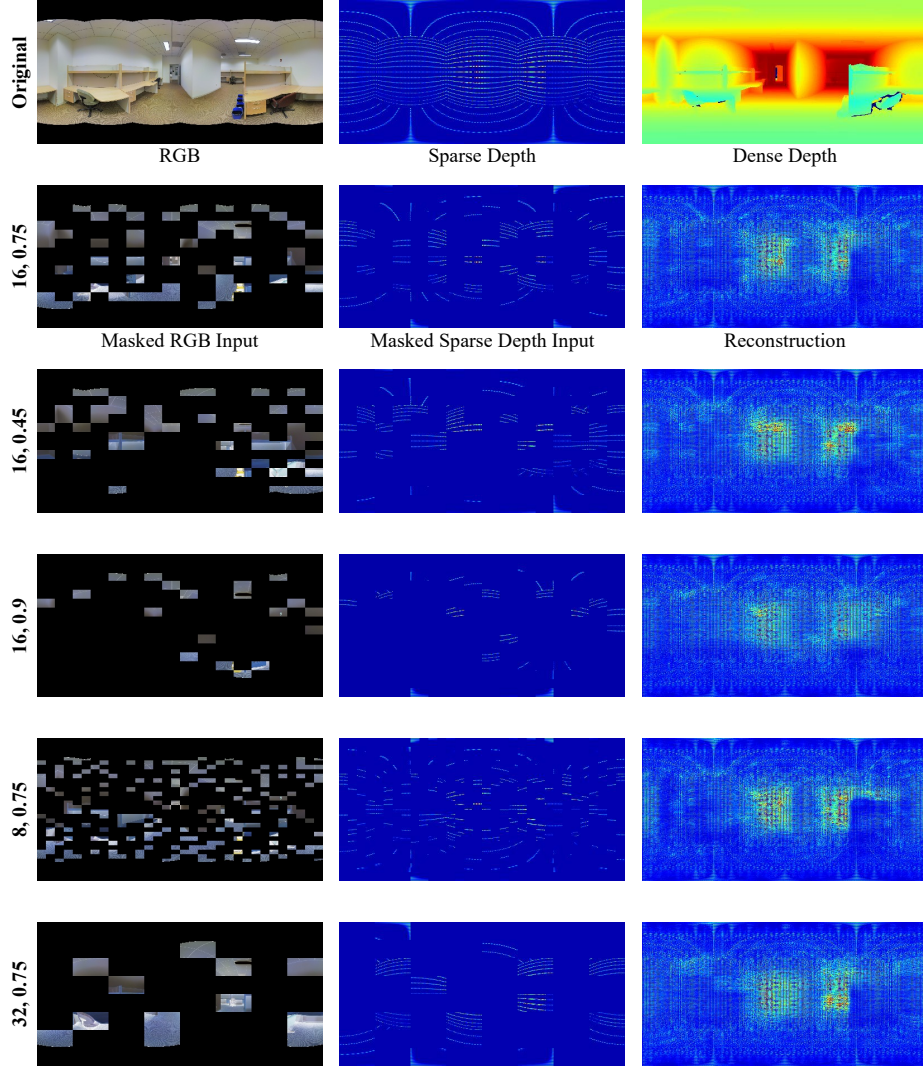 Original
RGB
Sparse Depth
Dense Depth
16, 0.75
Masked RGB Input
Masked Sparse Depth Input
Reconstruction
16, 0.45
16, 0.9
8, 0.75
32, 0.75